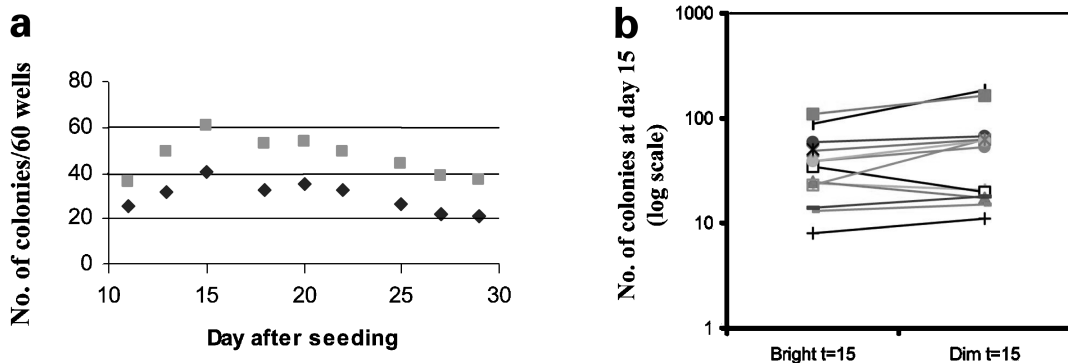 a
No. of colonies/60 wells
80
60
40
20
0
10
15
20
25
30
Day after seeding
b
No. of colonies at day 15
(log scale)
1000
100
10
1
Bright t=15
Dim t=15